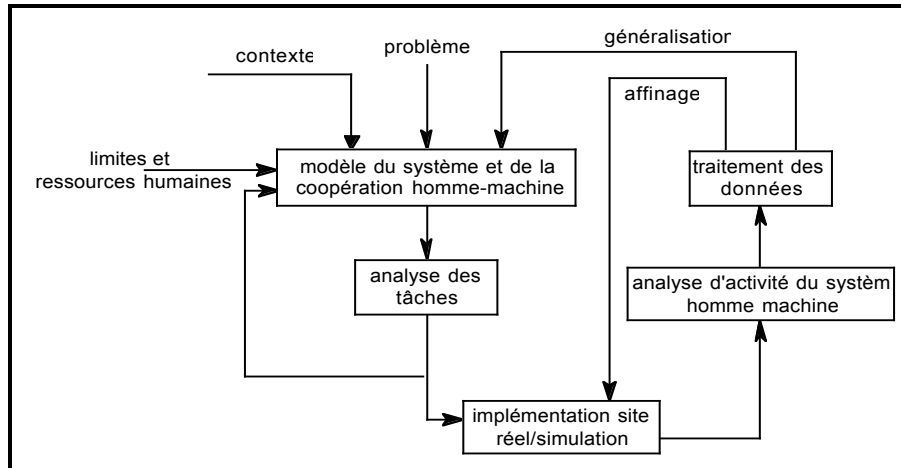 généralisation
problème
contexte
affinage
limites et
ressources humaines
modèle du système et de la
coopération homme-machine
traitement des
données
analyse des
tâches
analyse d'activité du systèm
homme machine
implémentation site
réel/simulation